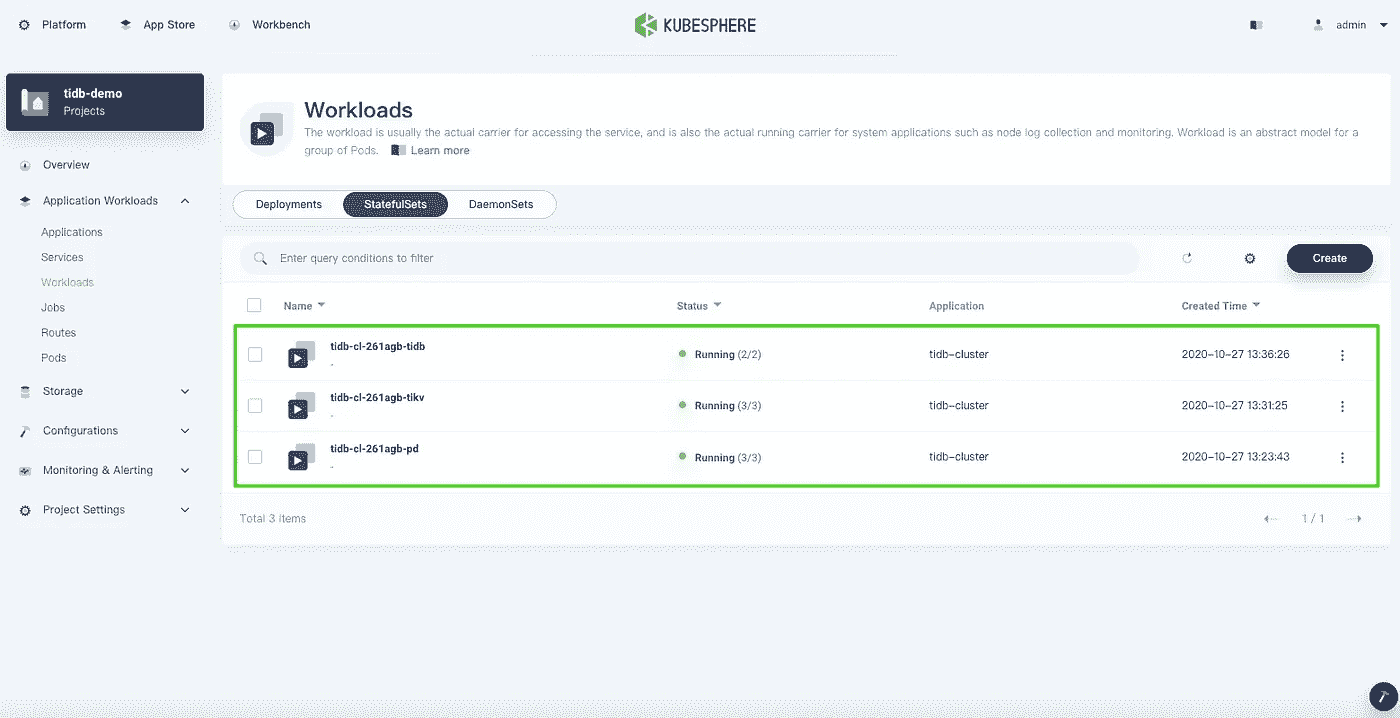 Platform App Store Workbench KUBESPHERE admin
tidb-demo
Projects
Overview
Application Workloads
Applications
Services
Workloads
Jobs
Routes
Pods
Storage
Configurations
Monitoring & Alerting
Project Settings
Workloads
The workload is usually the actual carrier for accessing the service, and is also the actual running carrier for system applications such as node log collection and monitoring. Workload is an abstract model for a
group of Pods. Learn more
Deployments StatefulSets DaemonSets
Enter query conditions to filter Create
Name Status Application Created Time
tidb-cl-261agb-tidb Running (2/2) tidb-cluster 2020-10-27 13:36:26
-
tidb-cl-261agb-tikv Running (3/3) tidb-cluster 2020-10-27 13:31:25
-
tidb-cl-261agb-pd Running (3/3) tidb-cluster 2020-10-27 13:23:43
-
Total 3 items 1 / 1